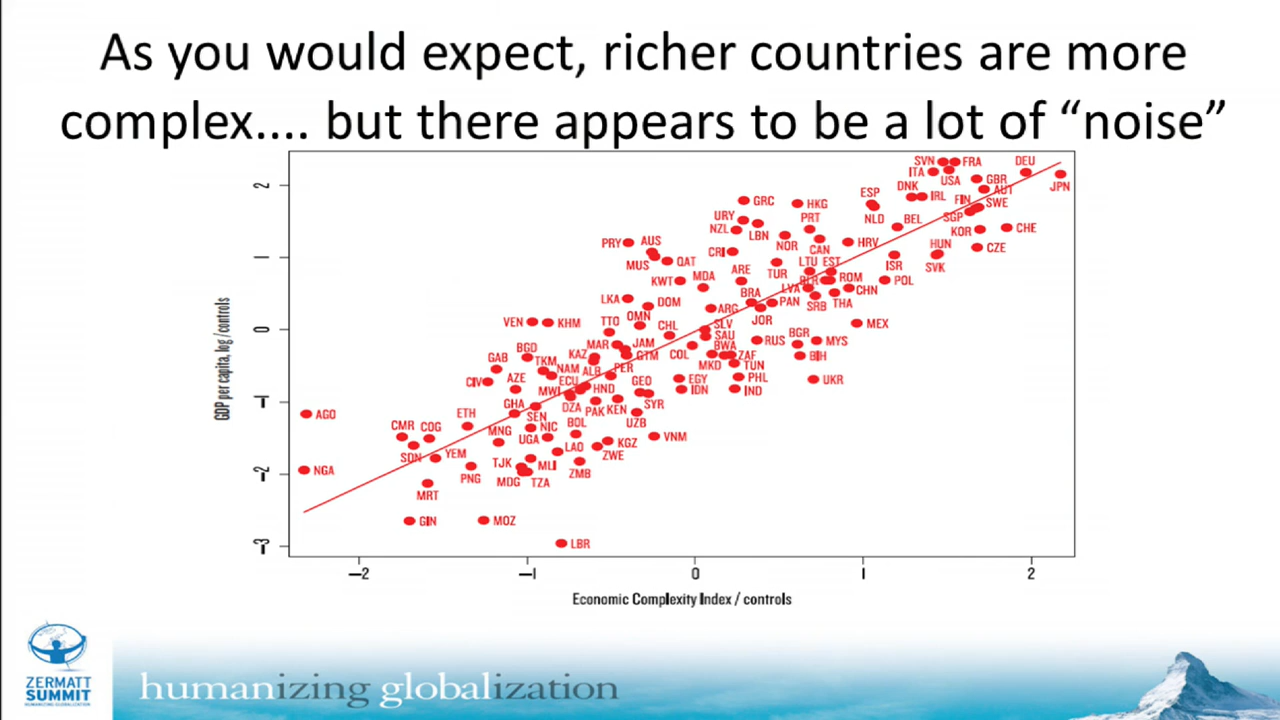 As you would expect, richer countries are more
complex.... but there appears to be a lot of “noise”
SVN FRA DEU
ITA USA GBR JPN
DNK IRL AUT
ESP FIN SWE
GRC HKG NLD SGP
URY PRT BEL KOR CHE
NZL LBN NOR CAN HRV HUN CZE
PRY AUS CRI ISR SVK
MUS QAT ARE TUR LTU EST
KWT MDA ROM POL
LKA DOM BRA LVA BLR CHN
OMN ARG PAN SRB THA
VEN KHM TTO CHL SLV JOR MEX
MAR JAM SAU RUS BGR MYS
BGD KAZ GTM COL BWA ZAF BIH
GAB TKM NAM ALB PER MKD TUN
CIV AZE ECU GEO EGY PHL UKR
MWI HND IDN IND
GHA DZA PAK KEN SYR
AGO ETH SEN UZB
CMR COG MNG NIC BOL VNM
UGA KGZ
SDN YEM LAO ZWE
NGA PNG TJK MLI ZMB
MRT MDG TZA
GIN MOZ
LBR
2
1
0
−1
−2
−3
GDP per capita, log / controls
−2 −1 0 1 2
Economic Complexity Index / controls
ZERMATT
SUMMIT
HUMANIZING GLOBALIZATION
humanizing globalization